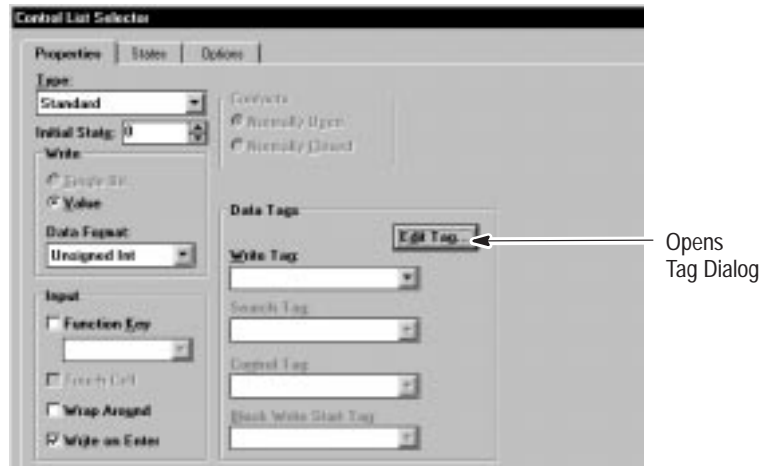 Control List Selector
Properties States Options
Type:
Standard
Initial State: 0
Write
Single Bit
Value
Data Format:
Unsigned Int
Input
Function Key
Touch Cell
Wrap Around
Write on Enter
Contacts
Normally Open
Normally Closed
Data Tags
Edit Tag...
Write Tag:
Search Tag:
Control Tag:
Block Write Start Tag:
Opens
Tag Dialog